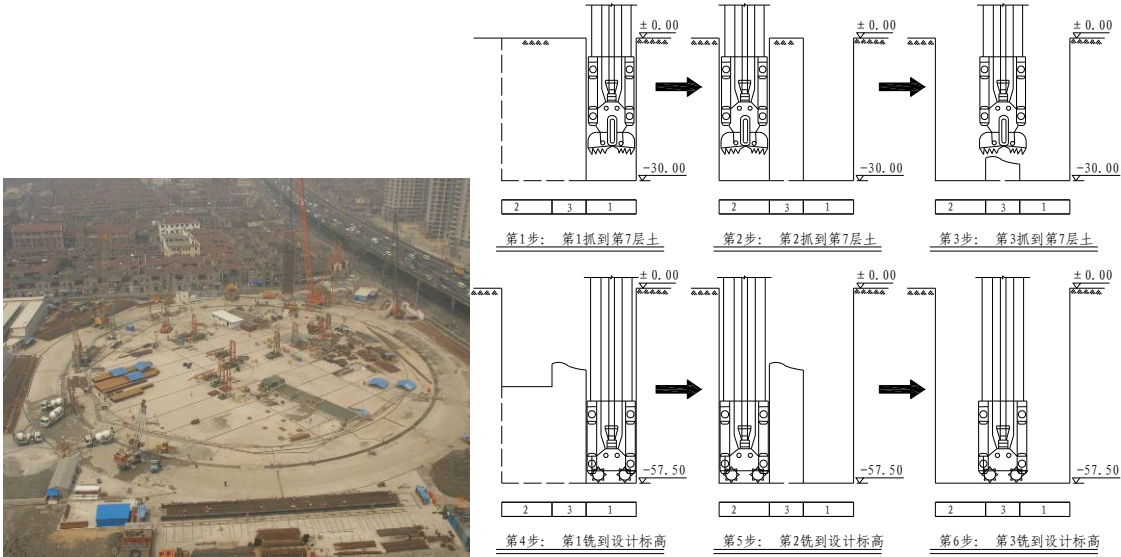 ±0.00
±0.00
±0.00
-30.00
-30.00
-30.00
2 3 1
2 3 1
2 3 1
第1步: 第1抓到第7层土
第2步: 第2抓到第7层土
第3步: 第3抓到第7层土
±0.00
±0.00
±0.00
-57.50
-57.50
-57.50
2 3 1
2 3 1
2 3 1
第4步: 第1铣到设计标高
第5步: 第2铣到设计标高
第6步: 第3铣到设计标高